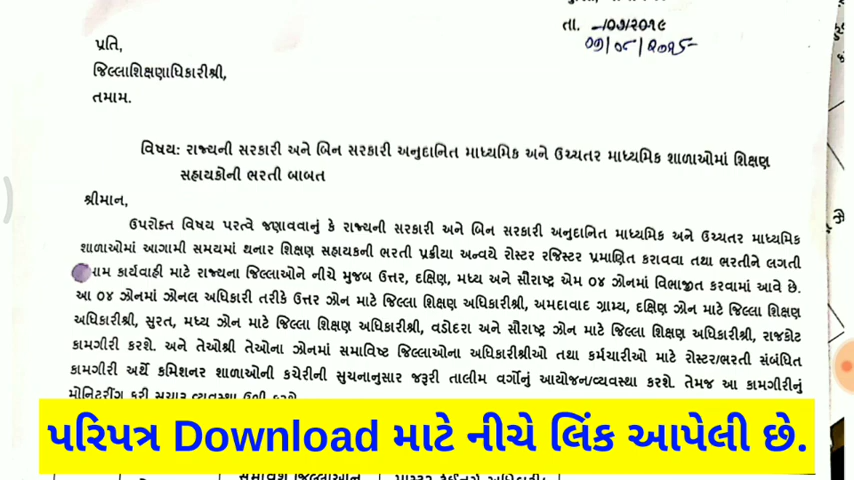 તા. –/૦૭/૨૦૧૯
પ્રતિ,
જિલ્લાશિક્ષણાધિકારીશ્રી,
તમામ.
વિષય: રાજ્યની સરકારી અને બિન સરકારી અનુદાનિત માધ્યમિક અને ઉચ્ચતર માધ્યમિક શાળાઓમાં શિક્ષણ
સહાયકોની ભરતી બાબત
શ્રીમાન,
ઉપરોક્ત વિષય પરત્વે જણાવવાનું કે રાજ્યની સરકારી અને બિન સરકારી અનુદાનિત માધ્યમિક અને ઉચ્ચતર માધ્યમિક
શાળાઓમાં આગામી સમયમાં થનાર શિક્ષણ સહાયકની ભરતી પ્રક્રીયા અન્વયે રોસ્ટર રજિસ્ટર પ્રમાણિત કરાવવા તથા ભરતીને લગતી
કાર્યવાહી માટે રાજ્યના જિલ્લાઓને નીચે મુજબ ઉત્તર, દક્ષિણ, મધ્ય અને સૌરાષ્ટ્ર એમ ૦૪ ઝોનમાં વિભાજીત કરવામાં આવે છે.
આ ૦૪ ઝોનમાં ઝોનલ અધિકારી તરીકે ઉત્તર ઝોન માટે જિલ્લા શિક્ષણ અધિકારીશ્રી, અમદાવાદ ગ્રામ્ય, દક્ષિણ ઝોન માટે જિલ્લા શિક્ષણ
અધિકારીશ્રી, સુરત, મધ્ય ઝોન માટે જિલ્લા શિક્ષણ અધિકારીશ્રી, વડોદરા અને સૌરાષ્ટ્ર ઝોન માટે જિલ્લા શિક્ષણ અધિકારીશ્રી, રાજકોટ
કામગીરી કરશે. અને તેઓશ્રી તેઓના ઝોનમાં સમાવિષ્ટ જિલ્લાઓના અધિકારીશ્રીઓ તથા કર્મચારીઓ માટે રોસ્ટર/ભરતી સંબંધિત
કામગીરી અર્થે કમિશનર શાળાઓની કચેરીની સુચનાનુસાર જરૂરી તાલીમ વર્ગોનું આયોજન/વ્યવસ્થા કરશે. તેમજ આ કામગીરીનું
મોનિટરીંગ કરી
પરિપત્ર Download માટે નીચે લિંક આપેલી છે.